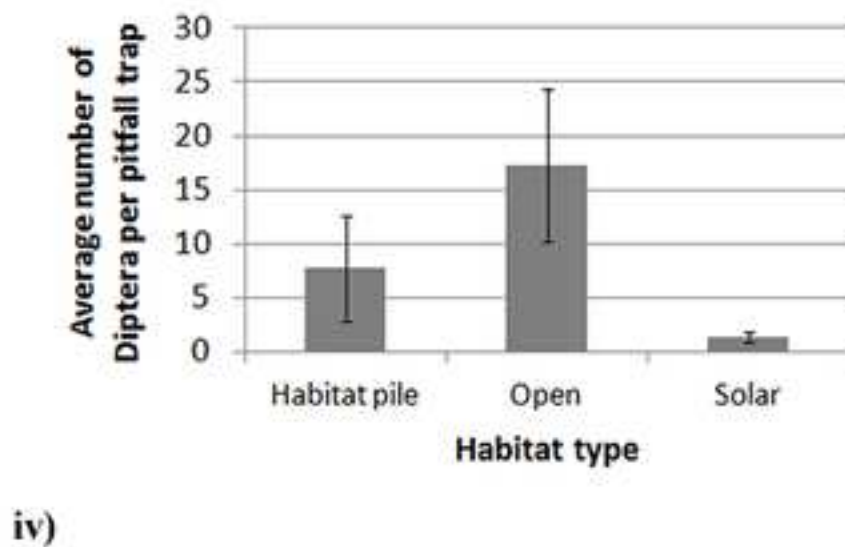 Average number of
Diptera per pitfall trap
30
25
20
15
10
5
0
Habitat pile
Open
Solar
Habitat type
iv)